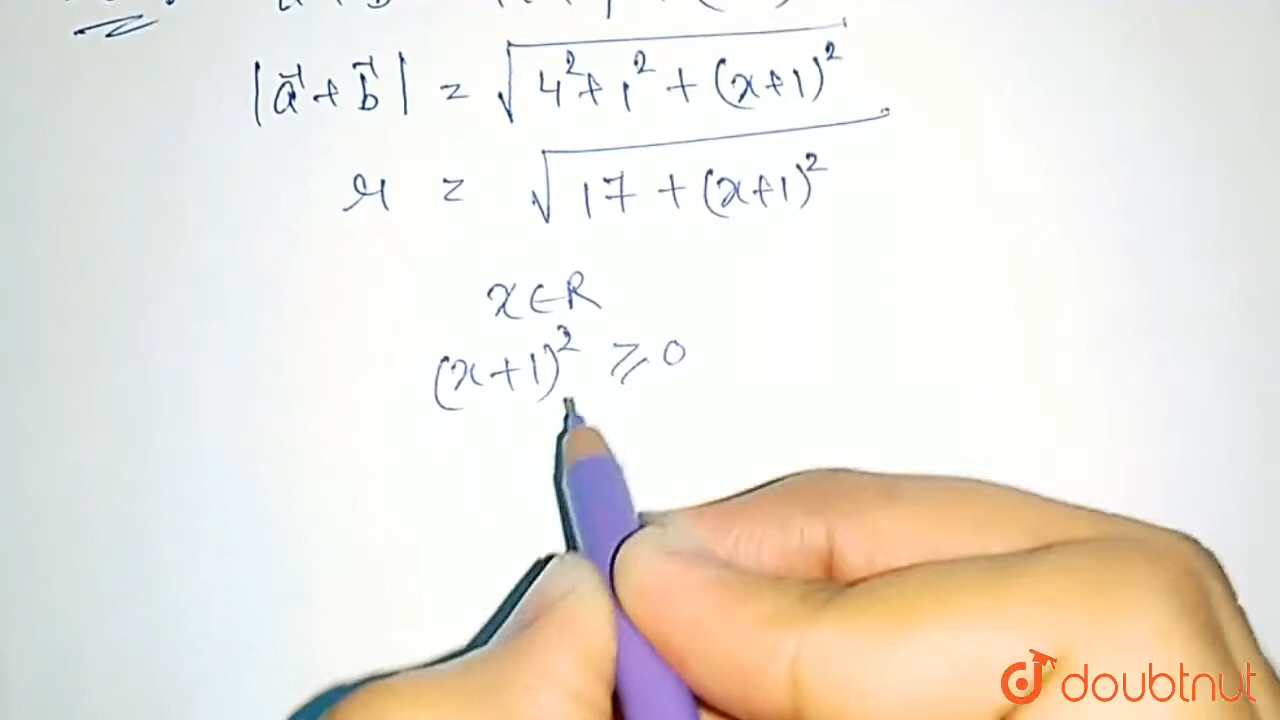 |a⃗+b⃗| = √4²+1²+(x+1)²
r = √17+(x+1)²
x∈R
(x+1)² ≥0
doubtnut